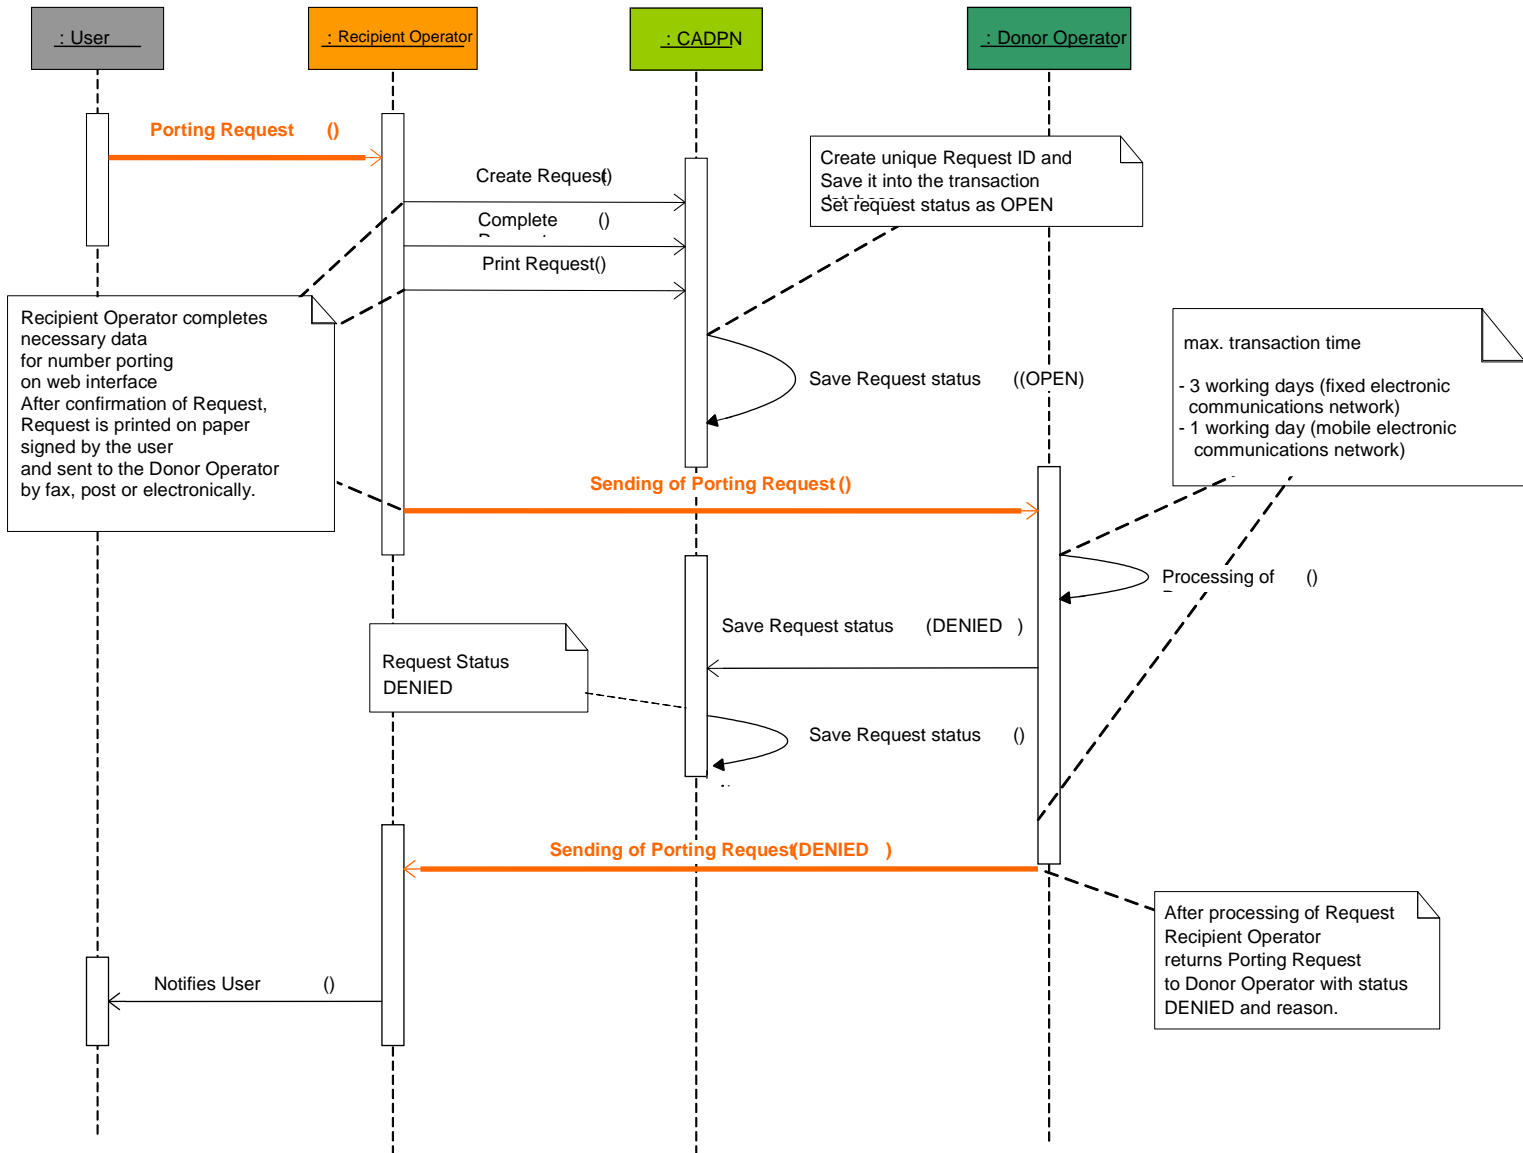 : User
: Recipient Operator
: CADPN
: Donor Operator
Porting Request ()
Create unique Request ID and
Save it into the transaction
Set request status as OPEN
Create Request()
Complete ()
Print Request()
Recipient Operator completes
necessary data
for number porting
on web interface
After confirmation of Request,
Request is printed on paper
signed by the user
and sent to the Donor Operator
by fax, post or electronically.
max. transaction time
- 3 working days (fixed electronic
communications network)
- 1 working day (mobile electronic
communications network)
Save Request status ((OPEN)
Sending of Porting Request ()
Processing of ()
Save Request status (DENIED )
Request Status
DENIED
Save Request status ()
Sending of Porting Request(DENIED )
After processing of Request
Recipient Operator
returns Porting Request
to Donor Operator with status
DENIED and reason.
Notifies User ()